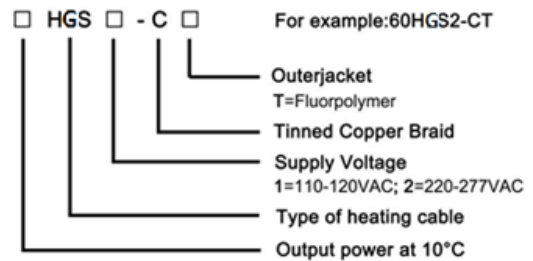 □ HGS □ - C □ For example:60HGS2-CT
Outerjacket
T=Fluorpolymer
Tinned Copper Braid
Supply Voltage
1=110-120VAC; 2=220-277VAC
Type of heating cable
Output power at 10°C